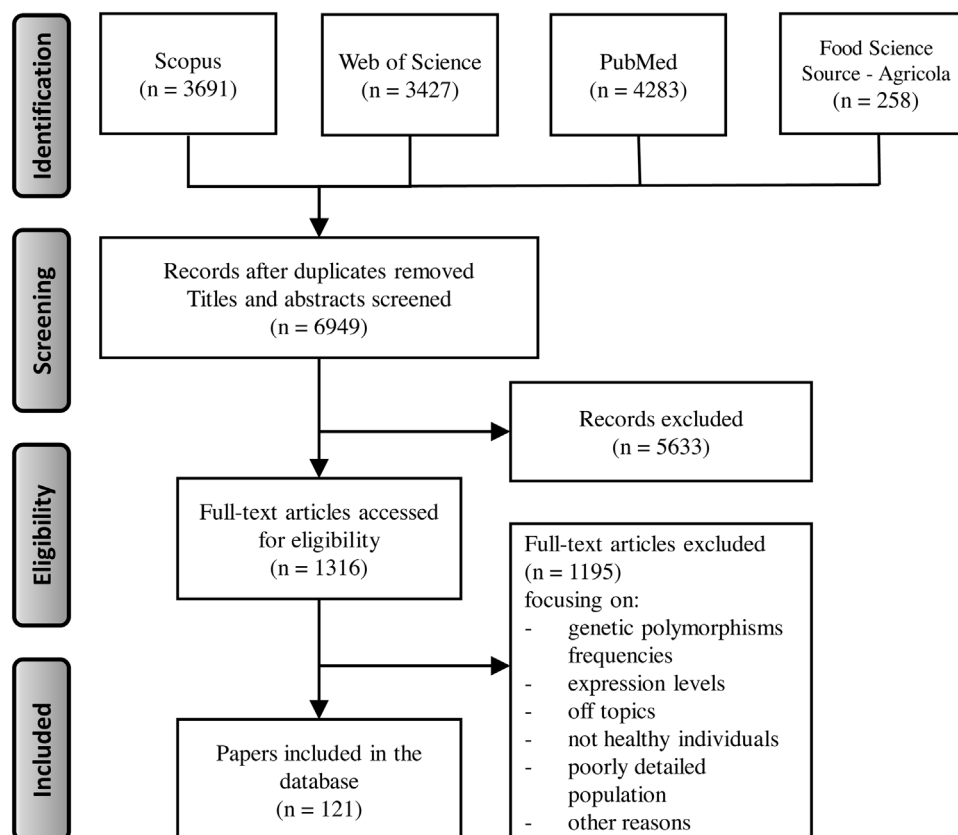 Identification
Scopus
(n = 3691)
Web of Science
(n = 3427)
PubMed
(n = 4283)
Food Science
Source - Agricola
(n = 258)
Screening
Records after duplicates removed
Titles and abstracts screened
(n = 6949)
Records excluded
(n = 5633)
Eligibility
Full-text articles accessed
for eligibility
(n = 1316)
Full-text articles excluded
(n = 1195)
focusing on:
- genetic polymorphisms
frequencies
- expression levels
- off topics
- not healthy individuals
- poorly detailed
population
- other reasons
Included
Papers included in the
database
(n = 121)